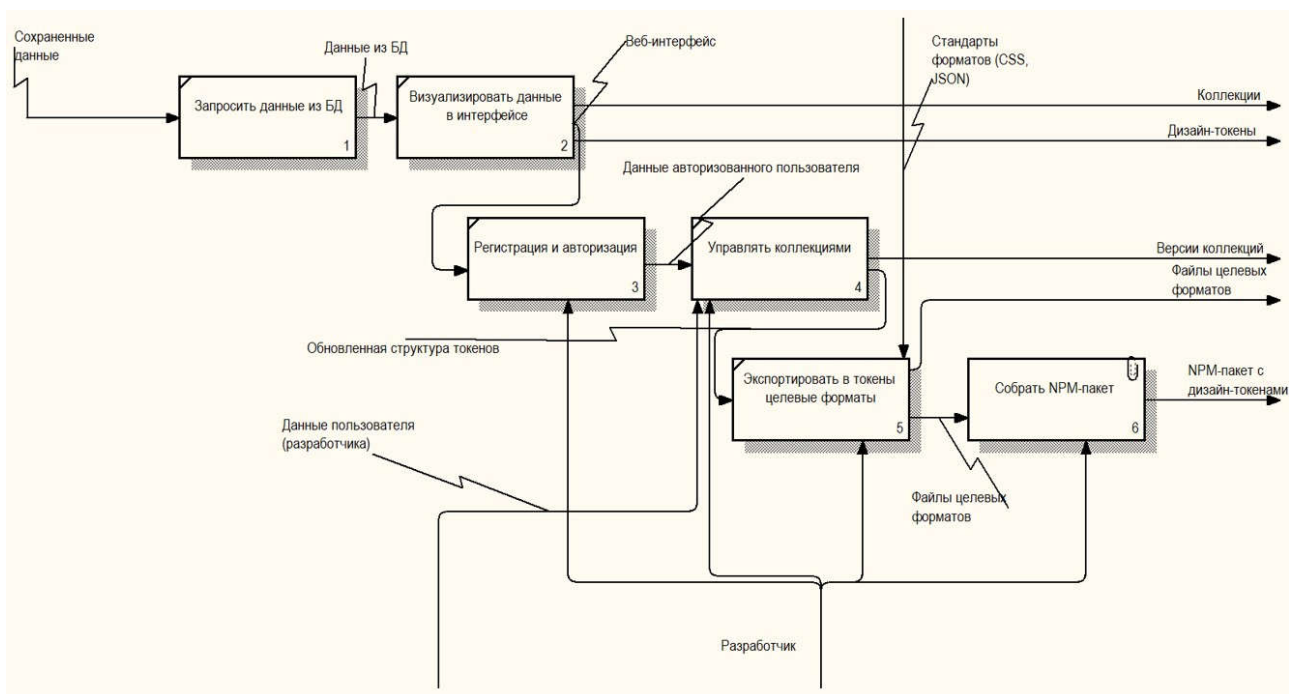 Сохраненные
данные
Данные из БД
Веб-интерфейс
Стандарты
форматов (CSS,
JSON)
Запросить данные из БД
1
Визуализировать данные
в интерфейсе
2
Коллекции
Дизайн-токены
Данные авторизованного пользователя
Регистрация и авторизация
3
Управлять коллекциями
4
Версии коллекций
Файлы целевых
форматов
Обновленная структура токенов
Экспортировать в токены
целевые форматы
5
Собрать NPM-пакет
6
NPM-пакет с
дизайн-токенами
Данные пользователя
(разработчика)
Файлы целевых
форматов
Разработчик